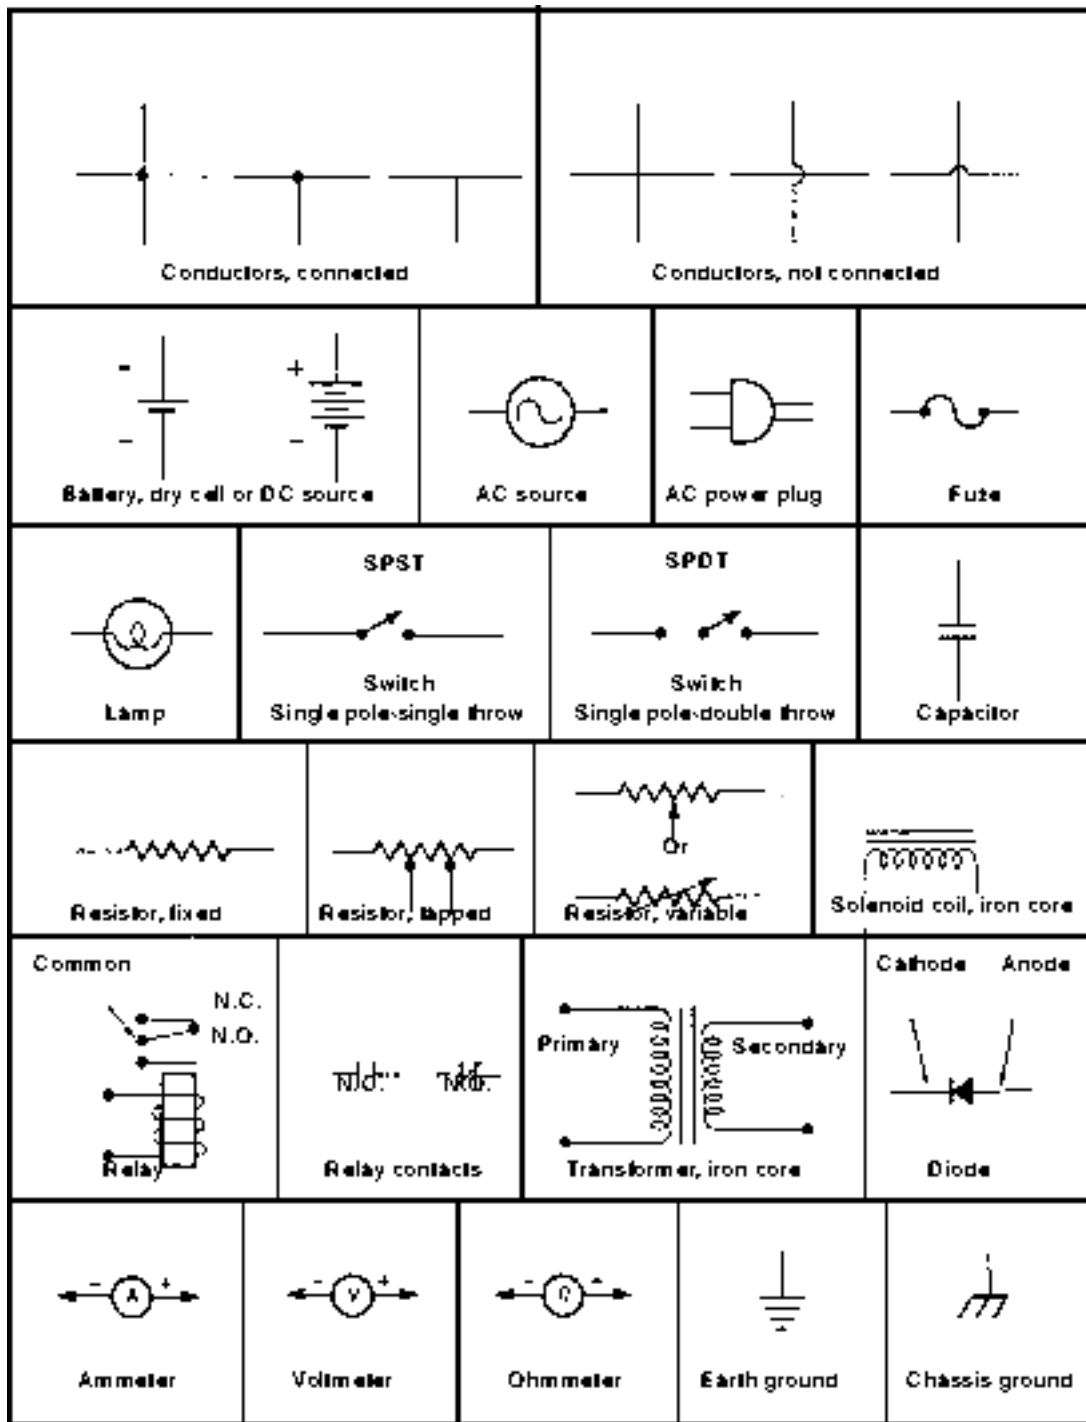 Conductors, connected
Conductors, not connected
-
-
+
-
Battery, dry cell or DC source
AC source
AC power plug
Fuze
Lamp
SPST
Switch
Single pole-single throw
SPDT
Switch
Single pole-double throw
Capacitor
Resistor, fixed
Resistor, tapped
Or
Resistor, variable
Solenoid coil, iron core
Common
N.C.
N.O.
Relay
N.C.
N.O.
Relay contacts
Primary
Secondary
Transformer, iron core
Cathode
Anode
Diode
- A +
Ammeter
- V +
Voltmeter
-
Ohmmeter
Earth ground
Chassis ground